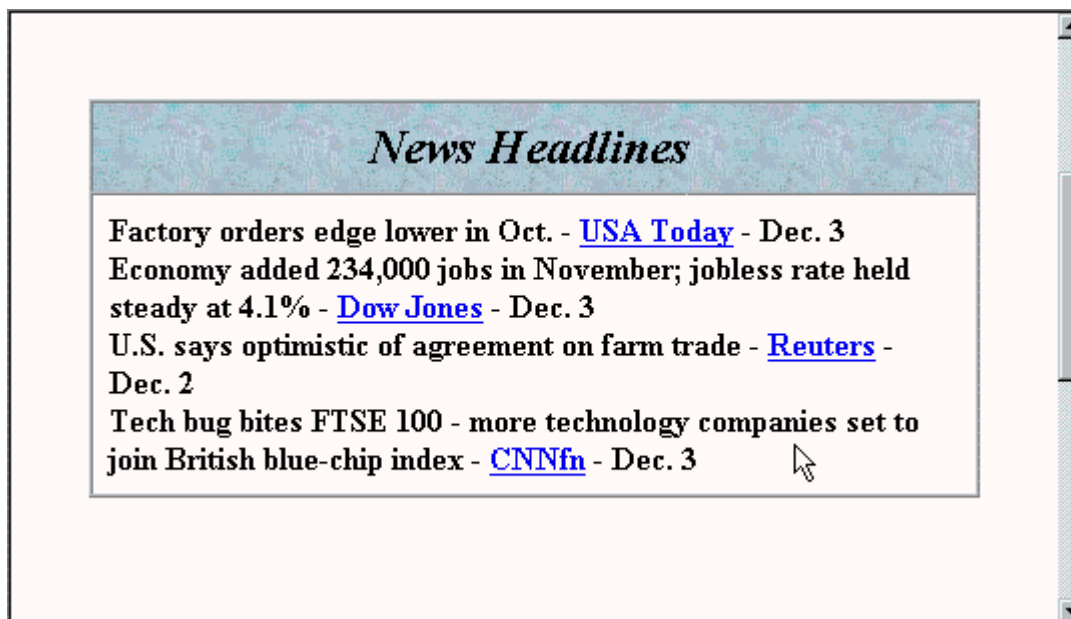 News Headlines
Factory orders edge lower in Oct. - USA Today - Dec. 3
Economy added 234,000 jobs in November; jobless rate held
steady at 4.1% - Dow Jones - Dec. 3
U.S. says optimistic of agreement on farm trade - Reuters -
Dec. 2
Tech bug bites FTSE 100 - more technology companies set to
join British blue-chip index - CNNfn - Dec. 3